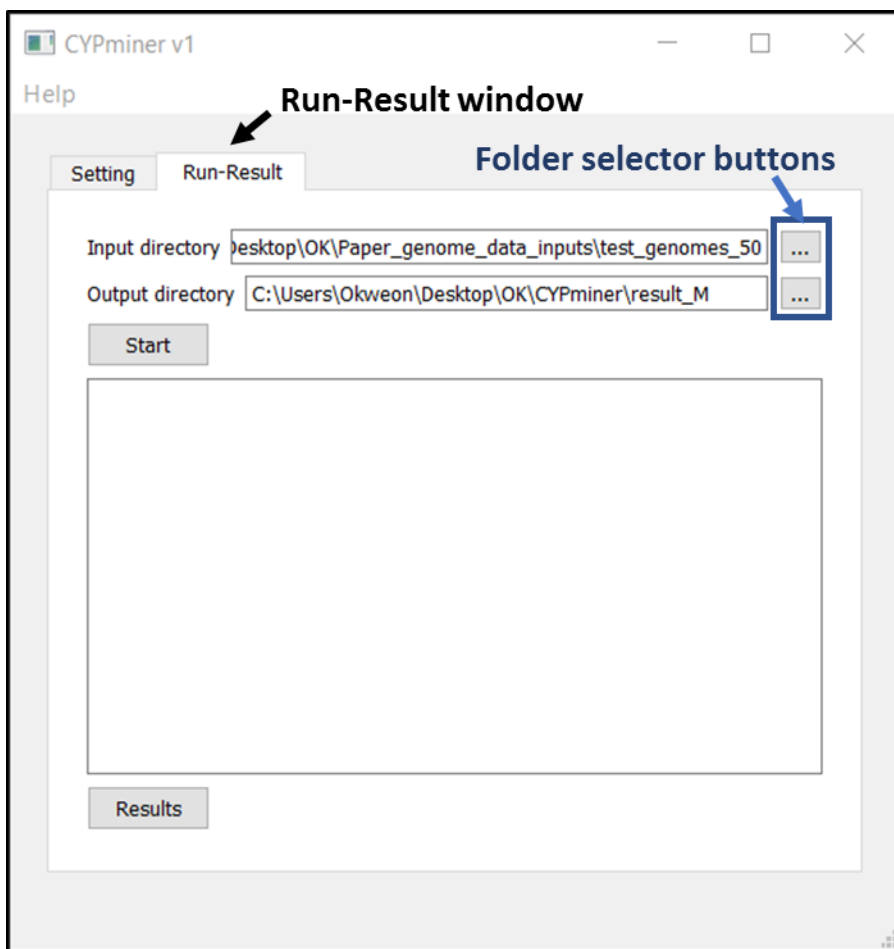 CYPminer v1
Help
Run-Result window
Folder selector buttons
Setting
Run-Result
Input directory
Desktop\OK\Paper_genome_data_inputs\test_genomes_50
...
Output directory
C:\Users\Okweon\Desktop\OK\CYPminer\result_M
...
Start
Results